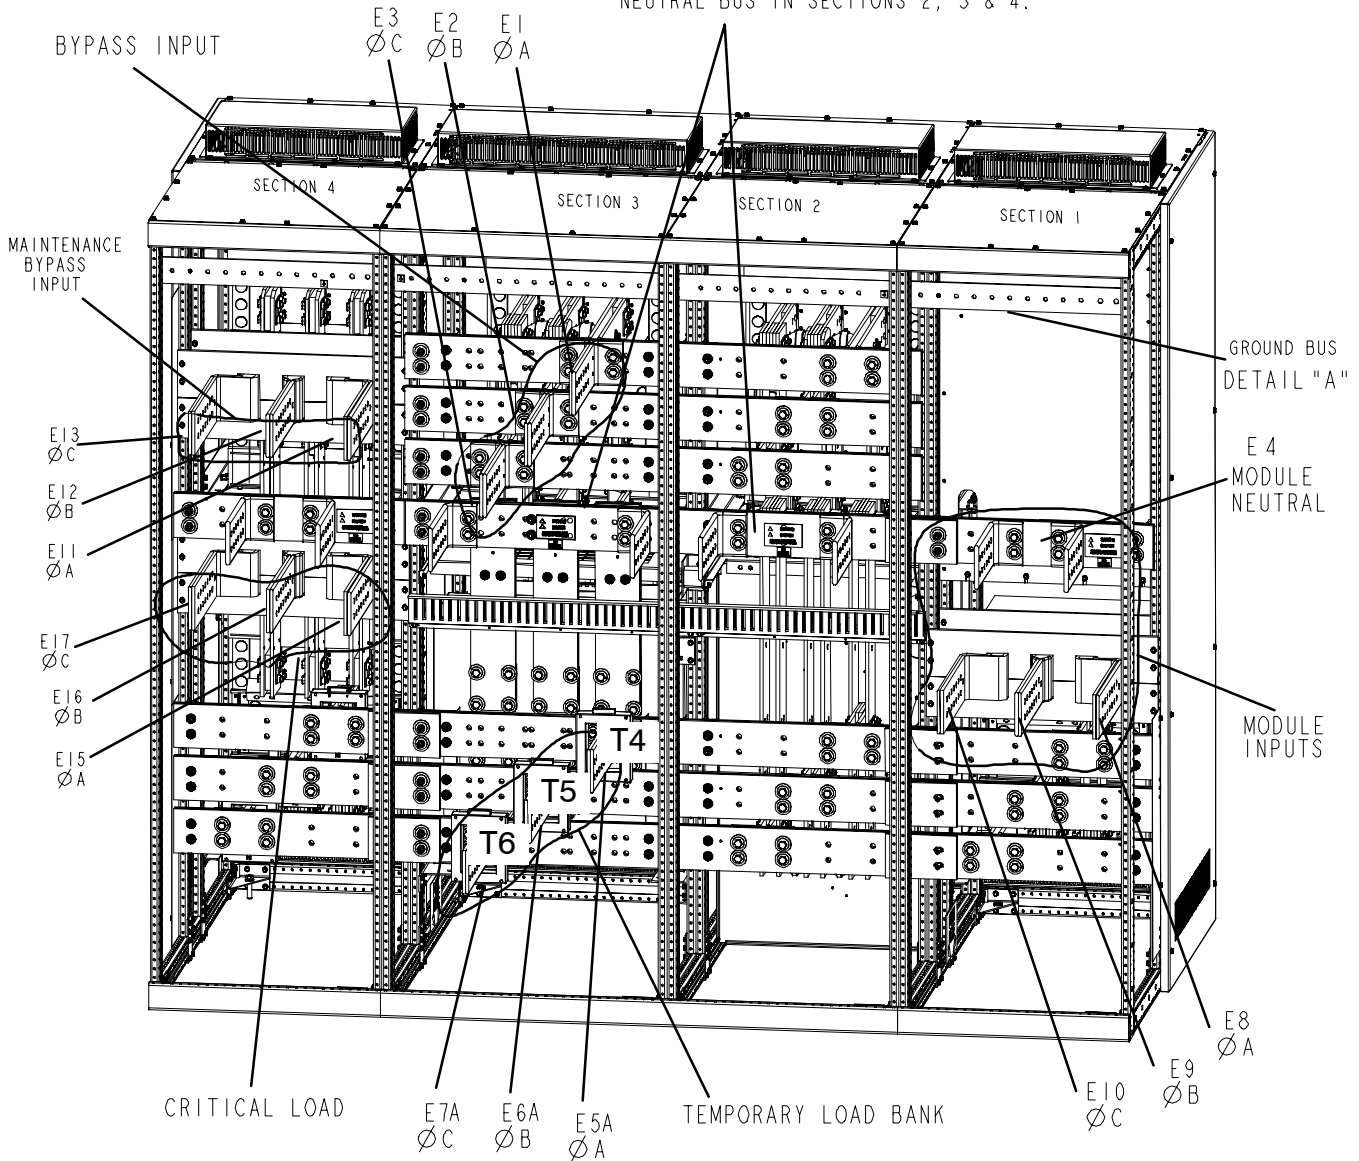 NEUTRAL BUS IN SECTIONS 2, 3 & 4.
E3
ØC
E2
ØB
E1
ØA
BYPASS INPUT
SECTION 4
SECTION 3
SECTION 2
SECTION 1
MAINTENANCE
BYPASS
INPUT
GROUND BUS
DETAIL "A"
E13
ØC
E12
ØB
E11
ØA
E4
MODULE
NEUTRAL
E17
ØC
E16
ØB
E15
ØA
MODULE
INPUTS
T4
T5
T6
E8
ØA
E9
ØB
E10
ØC
CRITICAL LOAD
E7A
ØC
E6A
ØB
E5A
ØA
TEMPORARY LOAD BANK